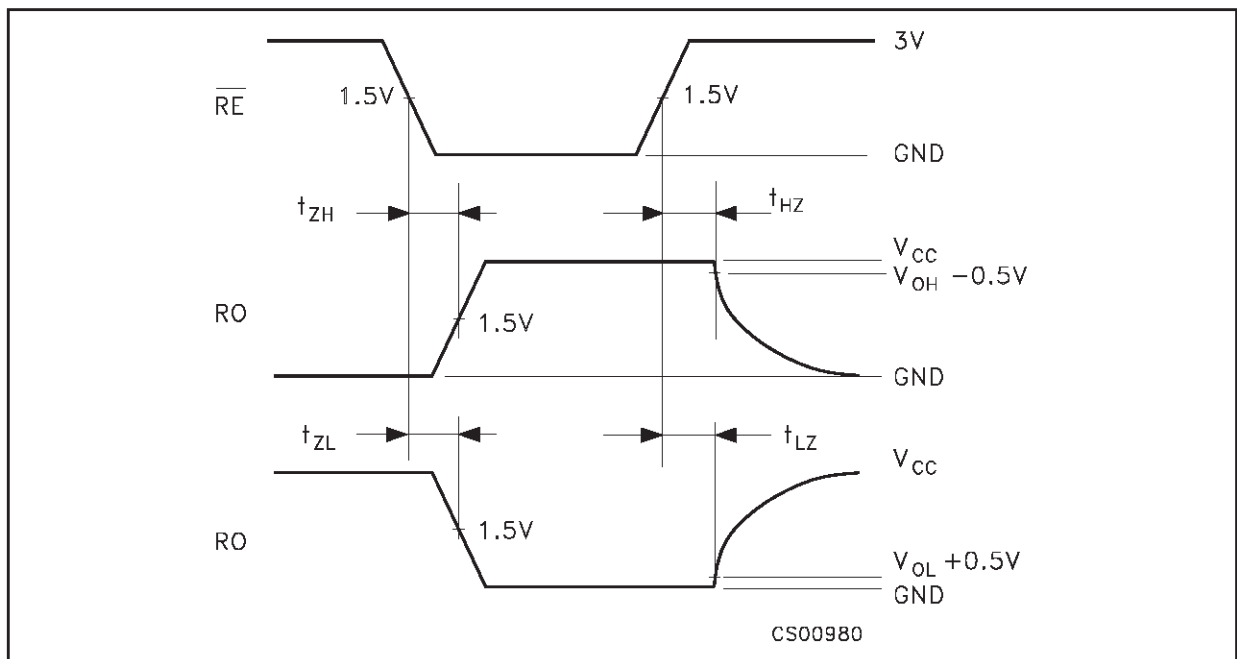 3V
RE
1.5V
1.5V
GND
tZH
tHZ
VCC
VOH -0.5V
RO
1.5V
GND
tZL
tLZ
VCC
RO
1.5V
VOL +0.5V
GND
CS00980